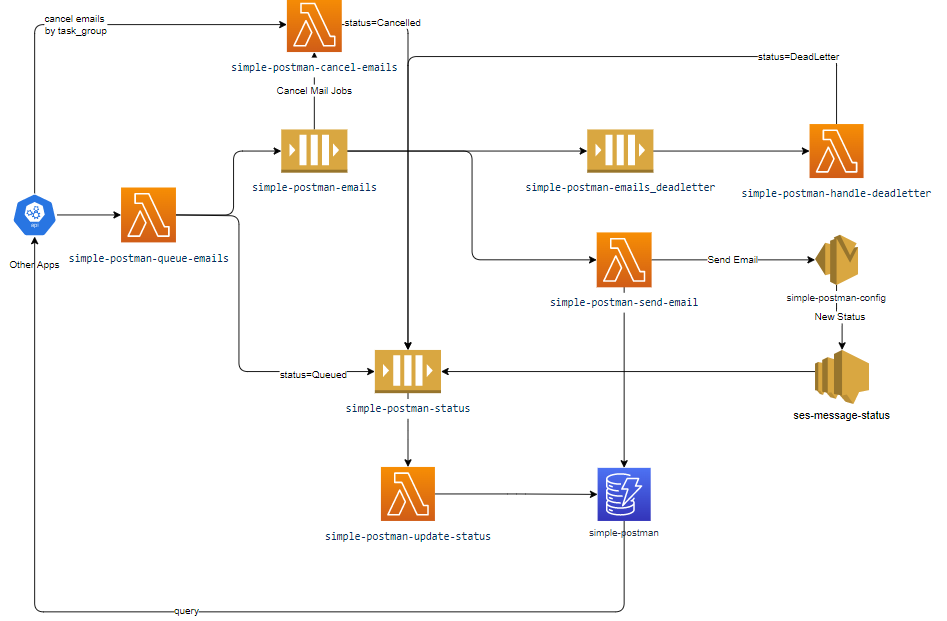 cancel emails
by task_group
status=Cancelled
simple-postman-cancel-emails
status=DeadLetter
Cancel Mail Jobs
simple-postman-emails
simple-postman-emails_deadletter
simple-postman-handle-deadletter
api
Other Apps
simple-postman-queue-emails
Send Email
simple-postman-send-email
simple-postman-config
New Status
status=Queued
simple-postman-status
ses-message-status
simple-postman-update-status
simple-postman
query